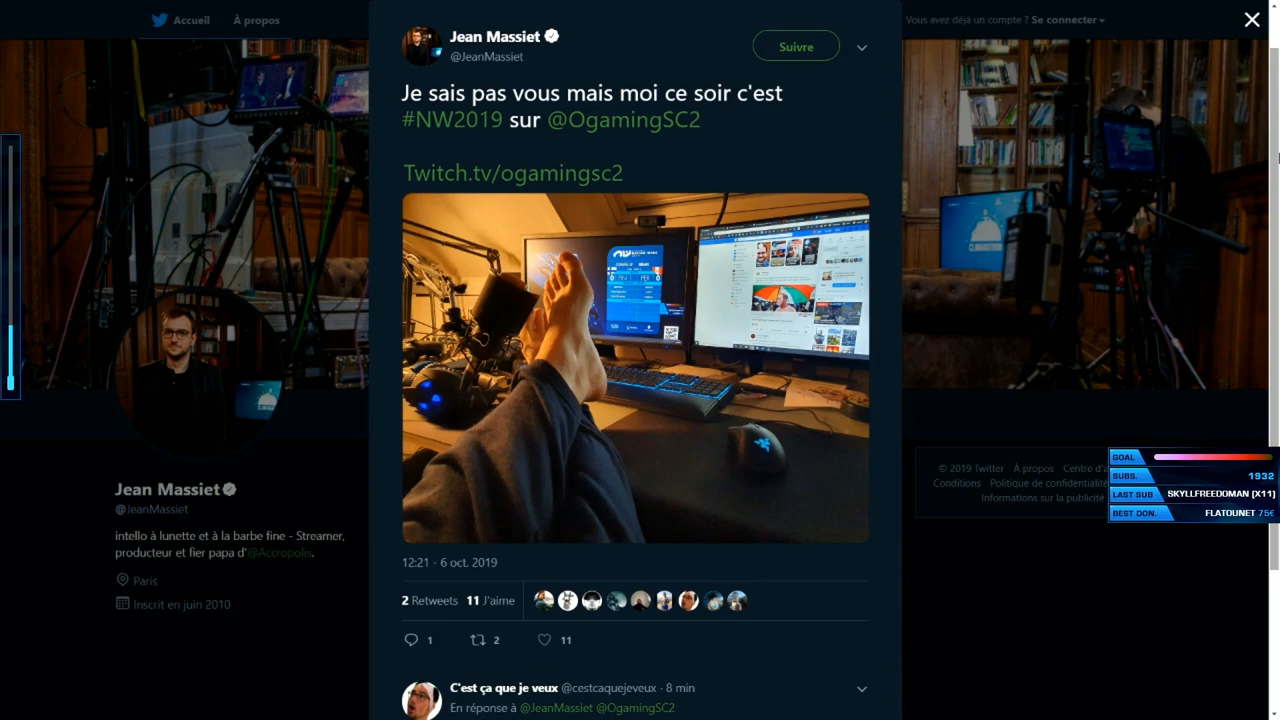 Accueil
À propos
Vous avez déjà un compte ? Se connecter
Jean Massiet
@JeanMassiet
Suivre
Je sais pas vous mais moi ce soir c'est
#NW2019 sur @OgamingSC2
Twitch.tv/ogamingsc2
12:21 - 6 oct. 2019
2 Retweets 11 J'aime
1 2 11
C'est ça que je veux @cestcaquejeveux · 8 min
En réponse à @JeanMassiet @OgamingSC2
Jean Massiet
@JeanMassiet
intello à lunette et à la barbe fine - Streamer,
producteur et fier papa d'@Accropolis.
Paris
Inscrit en juin 2010
© 2019 Twitter À propos Centre d'a
Conditions Politique de confidentialité
Informations sur la publicité
GOAL
SUBS. 1932
LAST SUB SKYLLFREEDOMAN (X11)
BEST DON. FLATOUNET 75€